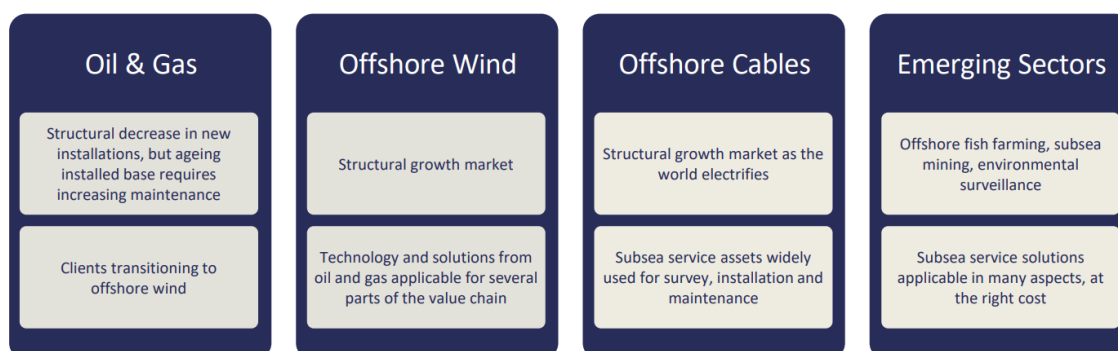 Oil & Gas
Structural decrease in new
installations, but ageing
installed base requires
increasing maintenance
Clients transitioning to
offshore wind
Offshore Wind
Structural growth market
Technology and solutions from
oil and gas applicable for several
parts of the value chain
Offshore Cables
Structural growth market as the
world electrifies
Subsea service assets widely
used for survey, installation and
maintenance
Emerging Sectors
Offshore fish farming, subsea
mining, environmental
surveillance
Subsea service solutions
applicable in many aspects, at
the right cost